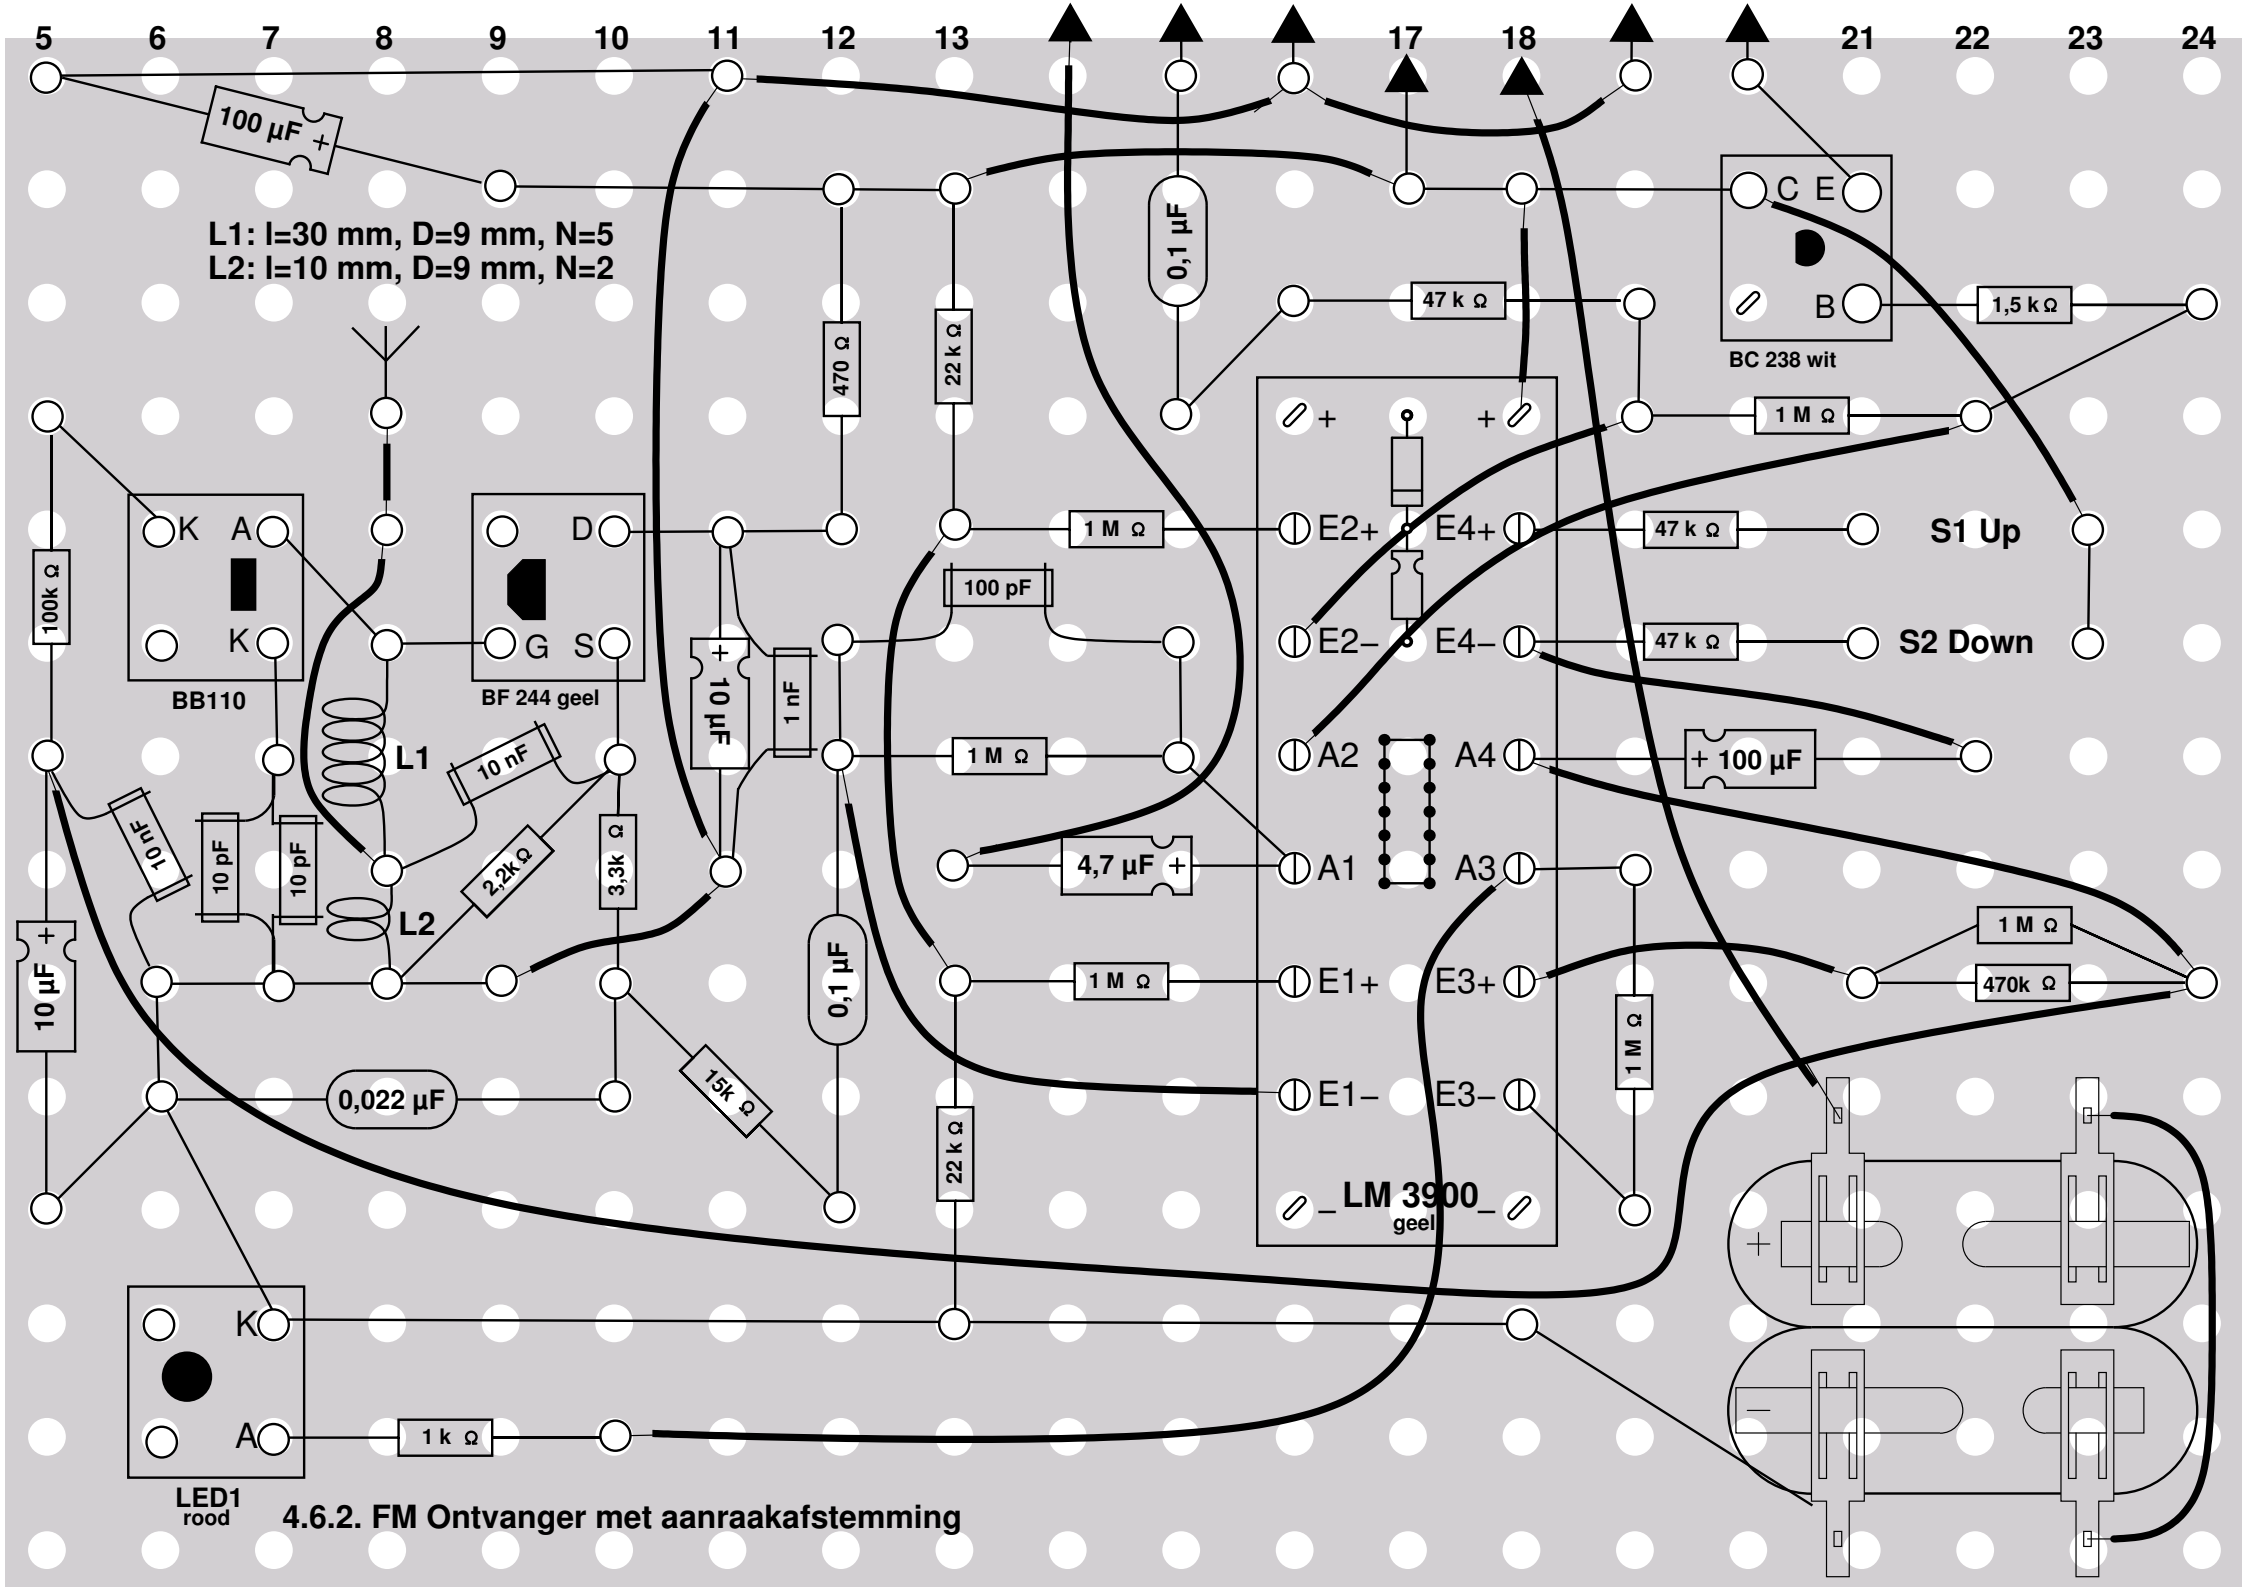 5 6 7 8 9 10 11 12 13 17 18 21 22 23 24
100 µF +
L1: l=30 mm, D=9 mm, N=5
L2: l=10 mm, D=9 mm, N=2
0,1 µF
C E
B
BC 238 wit
47 k Ω
1,5 k Ω
470 Ω
22 k Ω
+ +
1 M Ω
K A
K
BB110
100k Ω
D
G S
BF 244 geel
1 M Ω
E2+ E4+
47 k Ω
S1 Up
100 pF
E2− E4−
47 k Ω
S2 Down
+ 10 µF
1 nF
L1
10 nF
1 M Ω
A2 A4
+ 100 µF
10 nF
10 pF
10 pF
2,2k Ω
3,3k Ω
4,7 µF +
A1 A3
L2
1 M Ω
+ 10 µF
0,1 µF
1 M Ω
E1+ E3+
470k Ω
1 M Ω
0,022 µF
15k Ω
22 k Ω
E1− E3−
_ LM 3900 _
geel
+
K
A
1 k Ω
−
LED1
rood
4.6.2. FM Ontvanger met aanraakafstemming